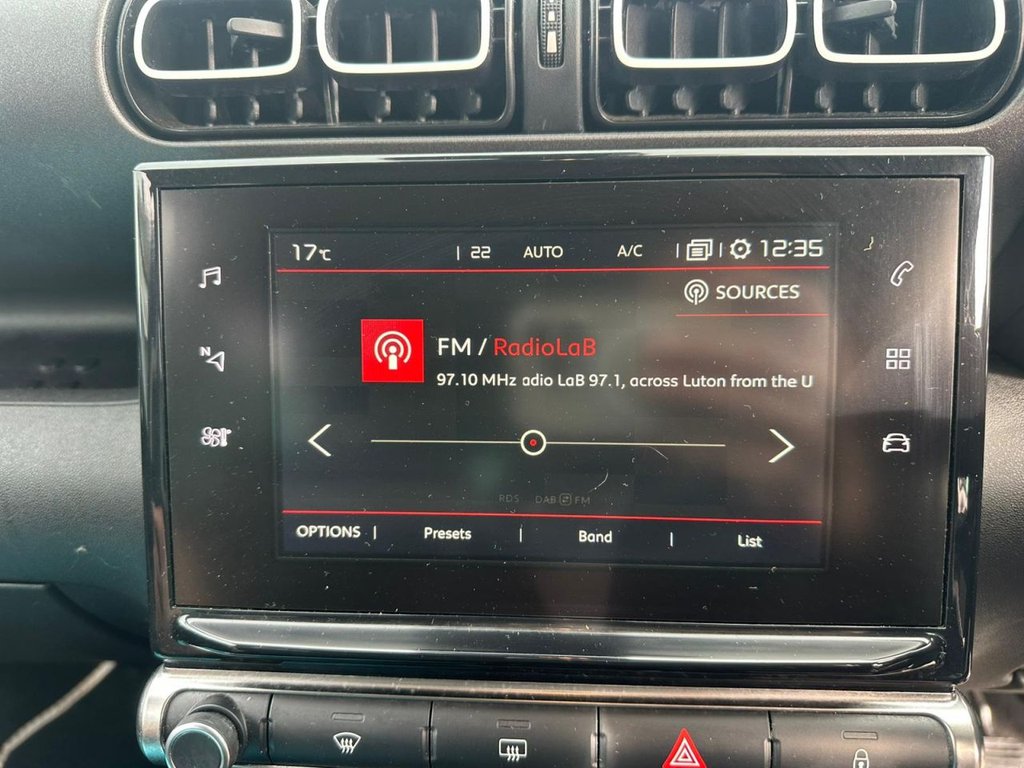 17°C | 22 AUTO A/C | | 12:35
SOURCES
FM / RadioLaB
97.10 MHz adio LaB 97.1, across Luton from the U
N
RDS DAB FM
OPTIONS | Presets | Band | List